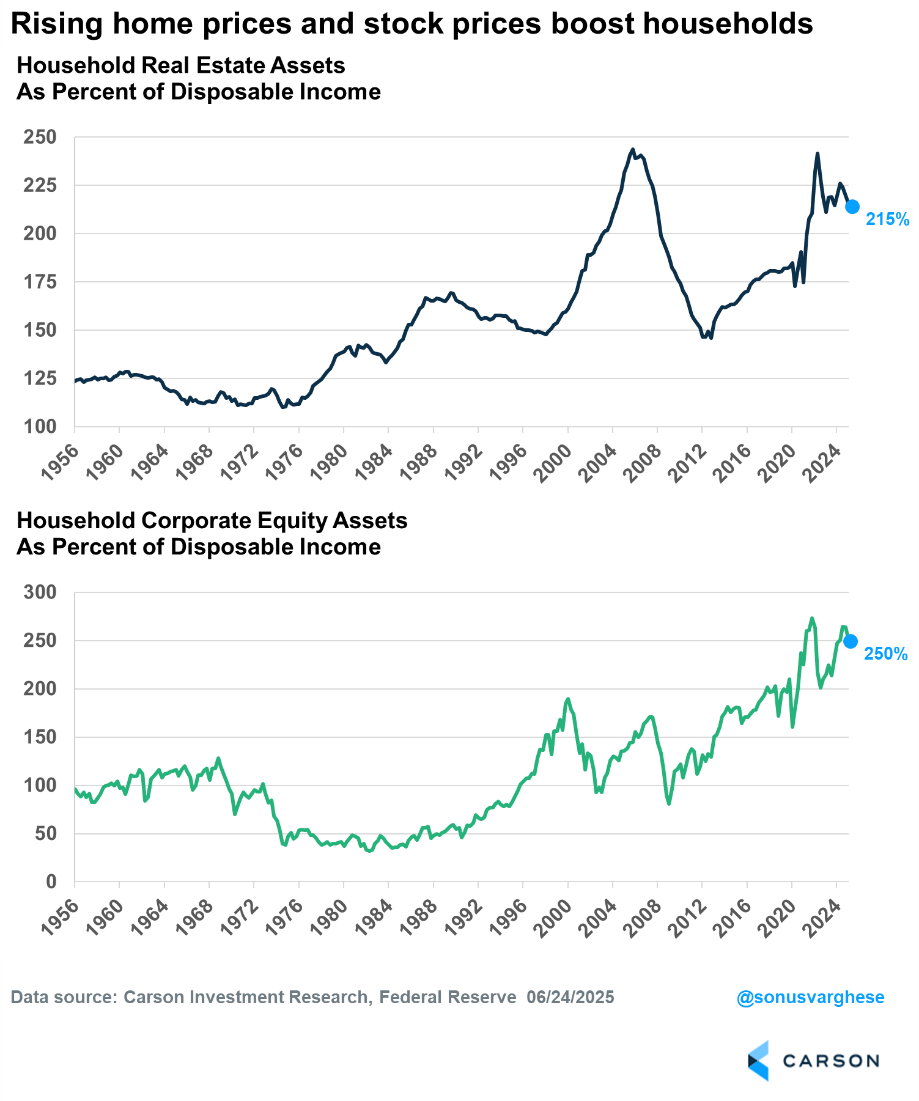 Rising home prices and stock prices boost households
Household Real Estate Assets
As Percent of Disposable Income
250
225
200
175
150
125
100
215%
1956 1960 1964 1968 1972 1976 1980 1984 1988 1992 1996 2000 2004 2008 2012 2016 2020 2024
Household Corporate Equity Assets
As Percent of Disposable Income
300
250
200
150
100
50
0
250%
1956 1960 1964 1968 1972 1976 1980 1984 1988 1992 1996 2000 2004 2008 2012 2016 2020 2024
Data source: Carson Investment Research, Federal Reserve 06/24/2025
@sonusvarghese
CARSON